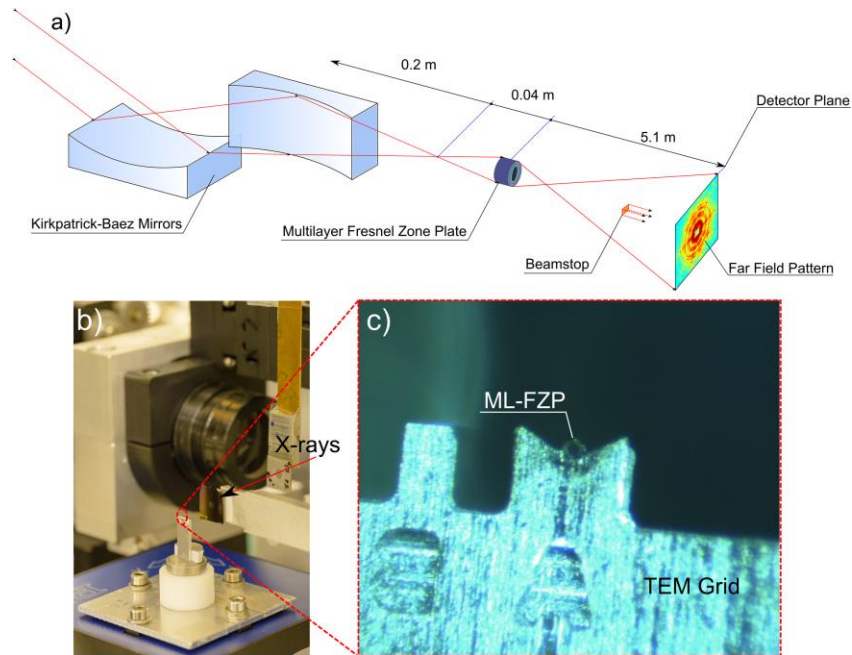 a)
0.2 m
0.04 m
5.1 m
Detector Plane
Kirkpatrick-Baez Mirrors
Multilayer Fresnel Zone Plate
Beamstop
Far Field Pattern
b)
X-rays
c)
ML-FZP
TEM Grid